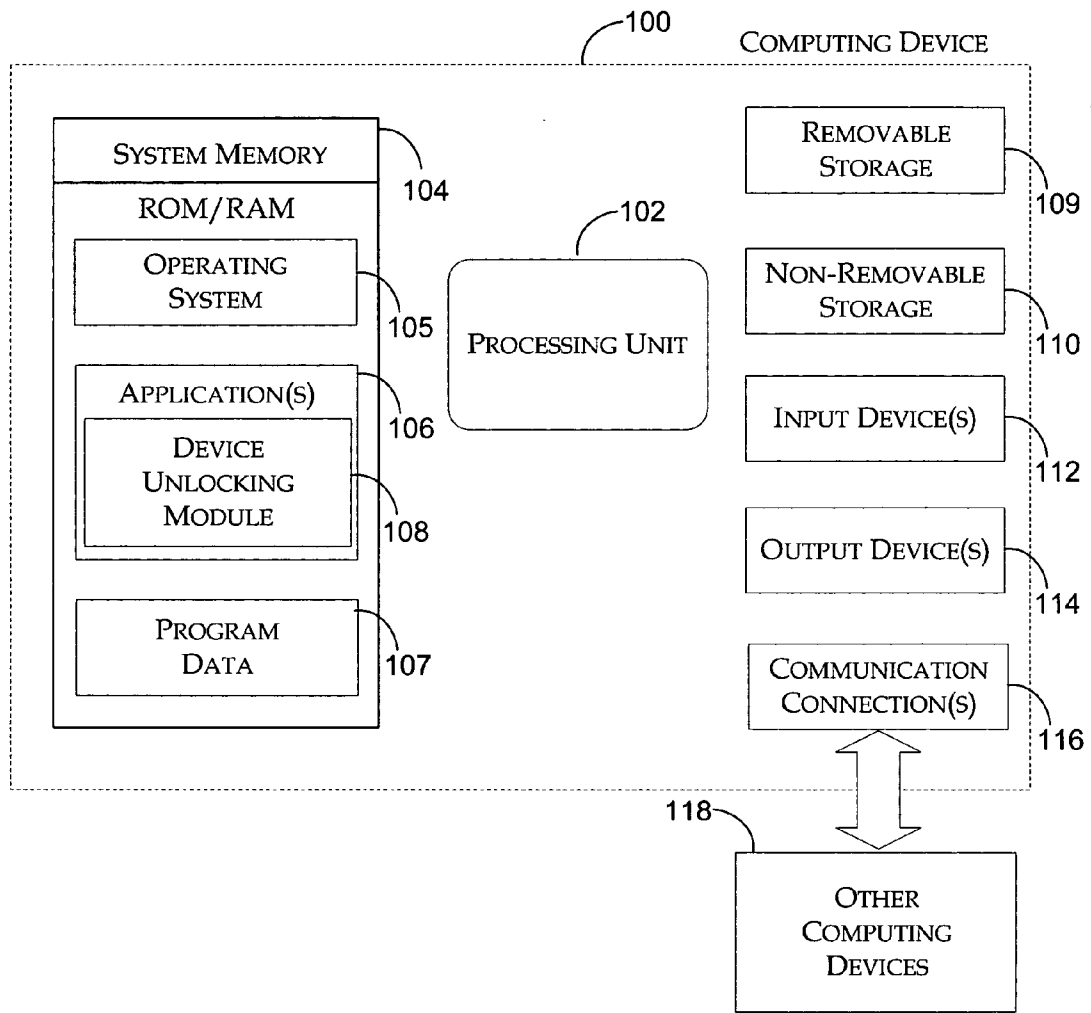 100
COMPUTING DEVICE
SYSTEM MEMORY
104
ROM/RAM
OPERATING
SYSTEM
105
APPLICATION(S)
106
DEVICE
UNLOCKING
MODULE
108
PROGRAM
DATA
107
102
PROCESSING UNIT
REMOVABLE
STORAGE
109
NON-REMOVABLE
STORAGE
110
INPUT DEVICE(S)
112
OUTPUT DEVICE(S)
114
COMMUNICATION
CONNECTION(S)
116
118
OTHER
COMPUTING
DEVICES